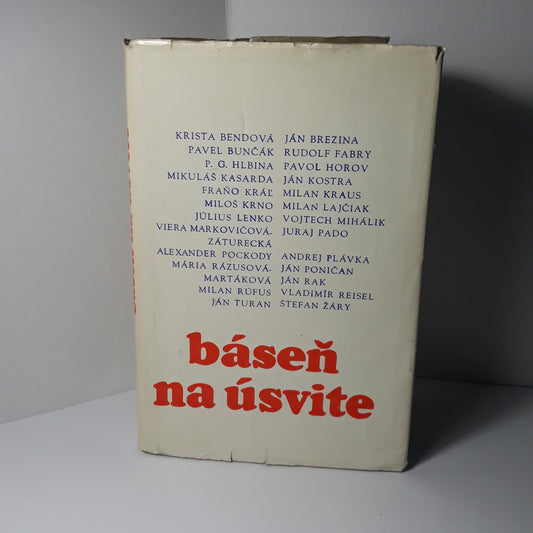 KRISTA BENDOVÁ JÁN BREZINA
PAVEL BUNČÁK RUDOLF FABRY
P. G. HLBINA PAVOL HOROV
MIKULÁŠ KASARDA JÁN KOSTRA
FRAŇO KRÁĽ MILAN KRAUS
MILOŠ KRNO MILAN LAJČIAK
JÚLIUS LENKO VOJTECH MIHÁLIK
VIERA MARKOVIČOVÁ- JURAJ PADO
ZÁTURECKÁ
ALEXANDER POCKODY ANDREJ PLÁVKA
MÁRIA RÁZUSOVÁ- JÁN PONIČAN
MARTÁKOVÁ JÁN RAK
MILAN RÚFUS VLADIMÍR REISEL
JÁN TURAN ŠTEFAN ŽÁRY
báseň
na úsvite